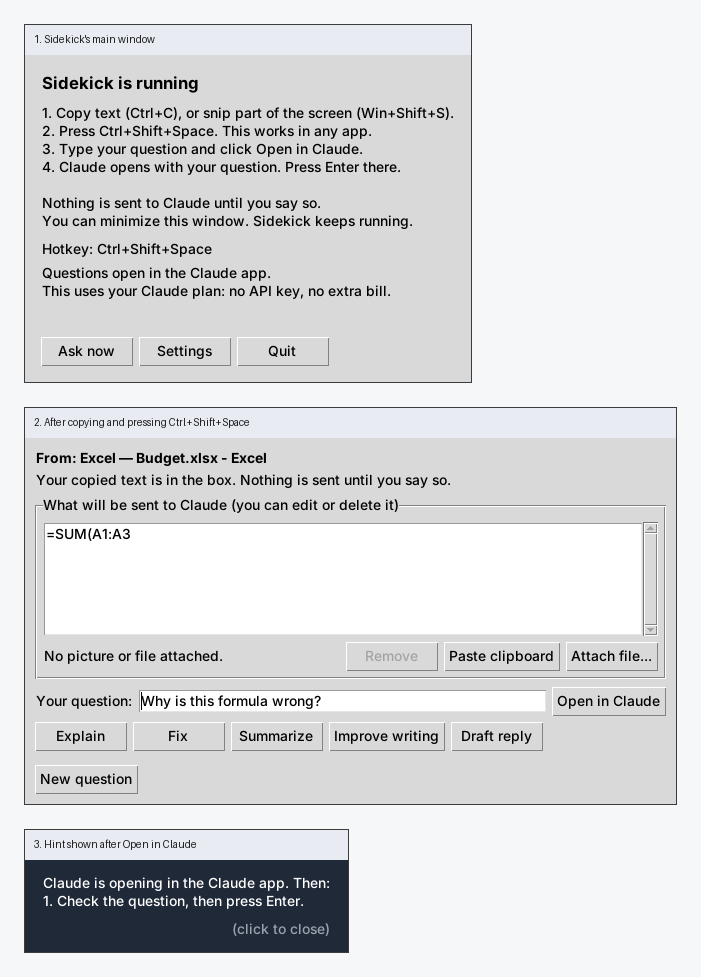 1. Sidekick's main window
Sidekick is running
1. Copy text (Ctrl+C), or snip part of the screen (Win+Shift+S).
2. Press Ctrl+Shift+Space. This works in any app.
3. Type your question and click Open in Claude.
4. Claude opens with your question. Press Enter there.
Nothing is sent to Claude until you say so.
You can minimize this window. Sidekick keeps running.
Hotkey: Ctrl+Shift+Space
Questions open in the Claude app.
This uses your Claude plan: no API key, no extra bill.
Ask now Settings Quit
2. After copying and pressing Ctrl+Shift+Space
From: Excel — Budget.xlsx - Excel
Your copied text is in the box. Nothing is sent until you say so.
What will be sent to Claude (you can edit or delete it)
=SUM(A1:A3
No picture or file attached. Remove Paste clipboard Attach file...
Your question: Why is this formula wrong? Open in Claude
Explain Fix Summarize Improve writing Draft reply
New question
3. Hint shown after Open in Claude
Claude is opening in the Claude app. Then:
1. Check the question, then press Enter.
(click to close)